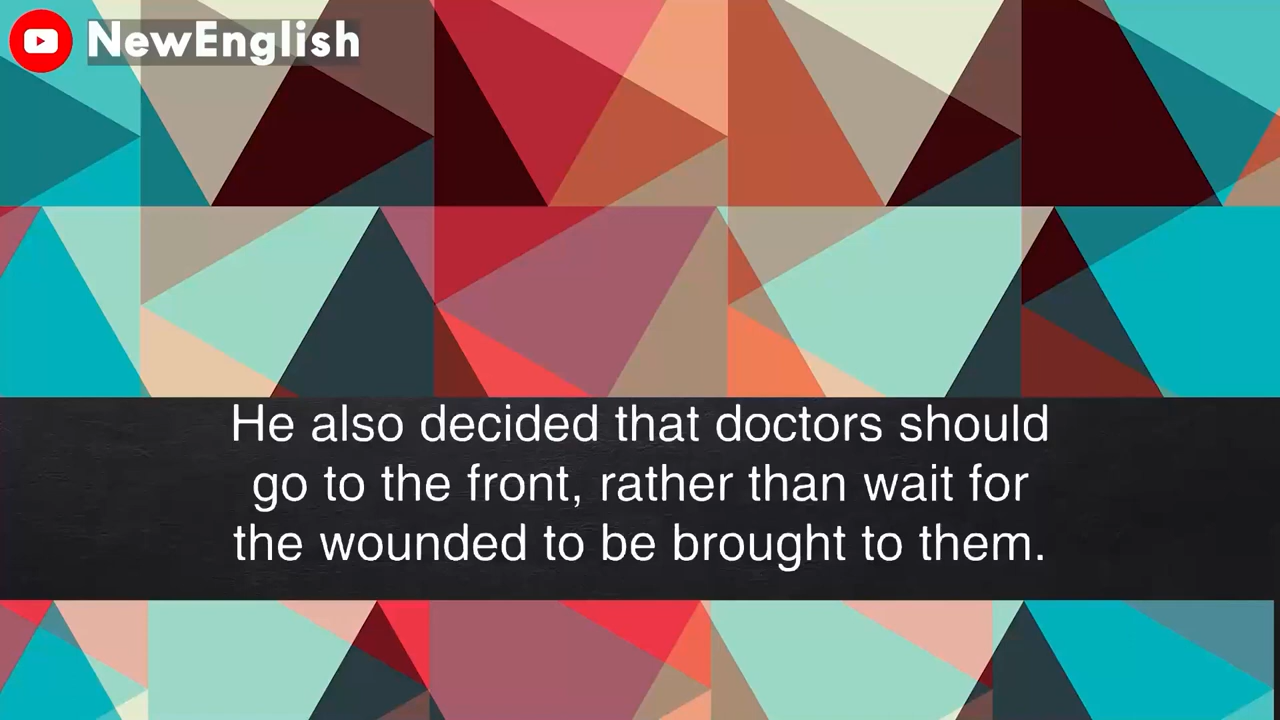 NewEnglish
He also decided that doctors should
go to the front, rather than wait for
the wounded to be brought to them.